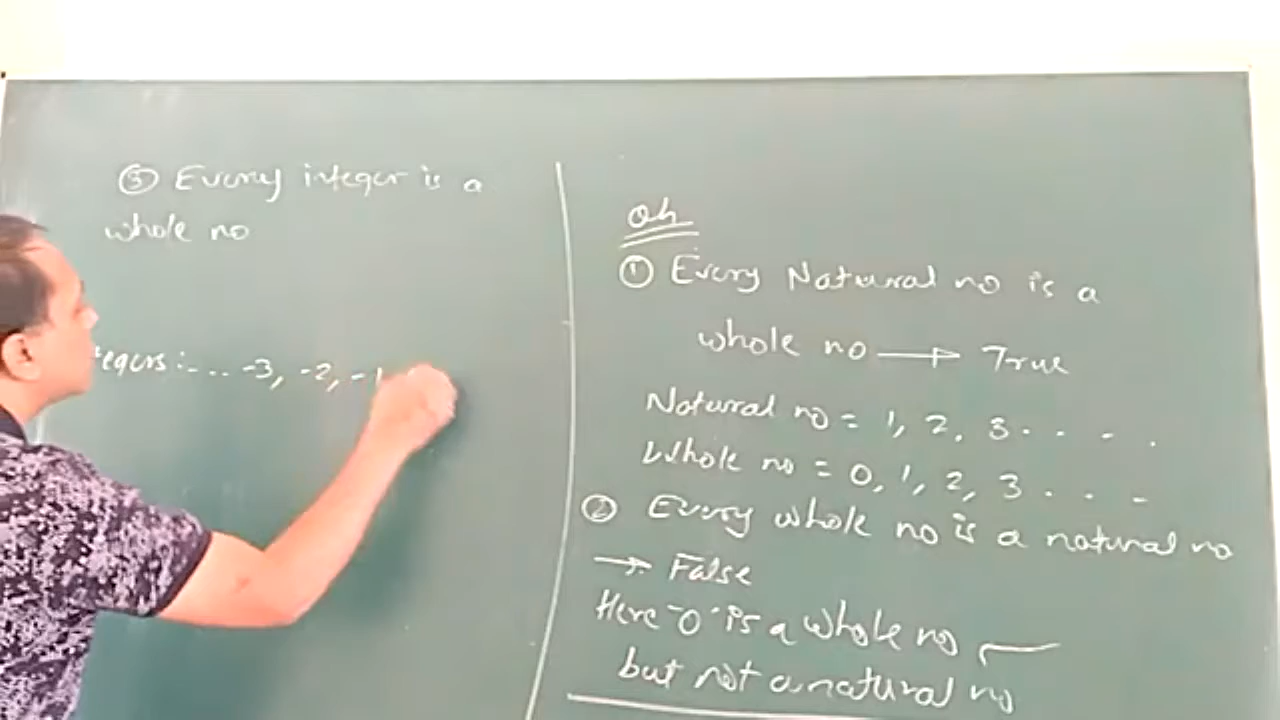 ③ Every integer is a
whole no
tegers :- .. -3, -2, -1
Qh
① Every Natural no is a
whole no → True
Natural no = 1, 2, 3 . . - .
Whole no = 0, 1, 2, 3 . . -
② Every whole no is a natural no
→ False
Here "0" is a whole no
but not a natural no